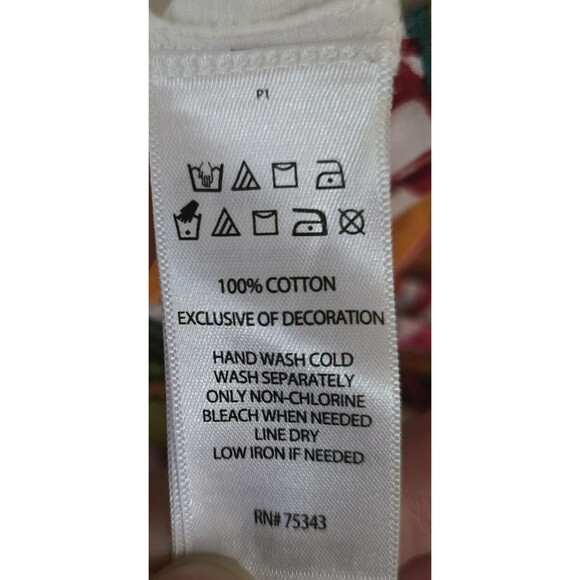 P1
100% COTTON
EXCLUSIVE OF DECORATION
HAND WASH COLD
WASH SEPARATELY
ONLY NON-CHLORINE
BLEACH WHEN NEEDED
LINE DRY
LOW IRON IF NEEDED
RN# 75343